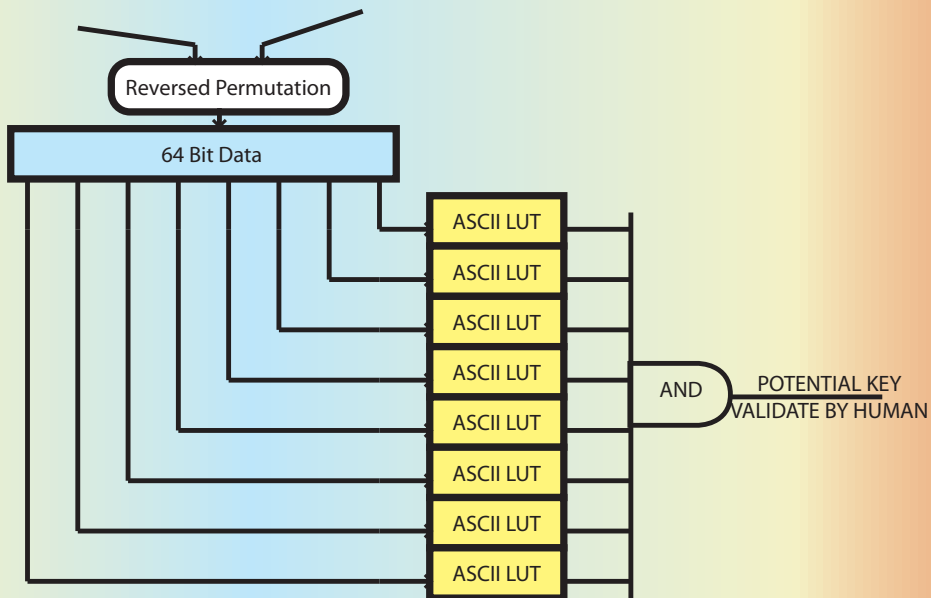 Reversed Permutation
64 Bit Data
ASCII LUT
ASCII LUT
ASCII LUT
ASCII LUT
ASCII LUT
ASCII LUT
ASCII LUT
ASCII LUT
AND
POTENTIAL KEY
VALIDATE BY HUMAN